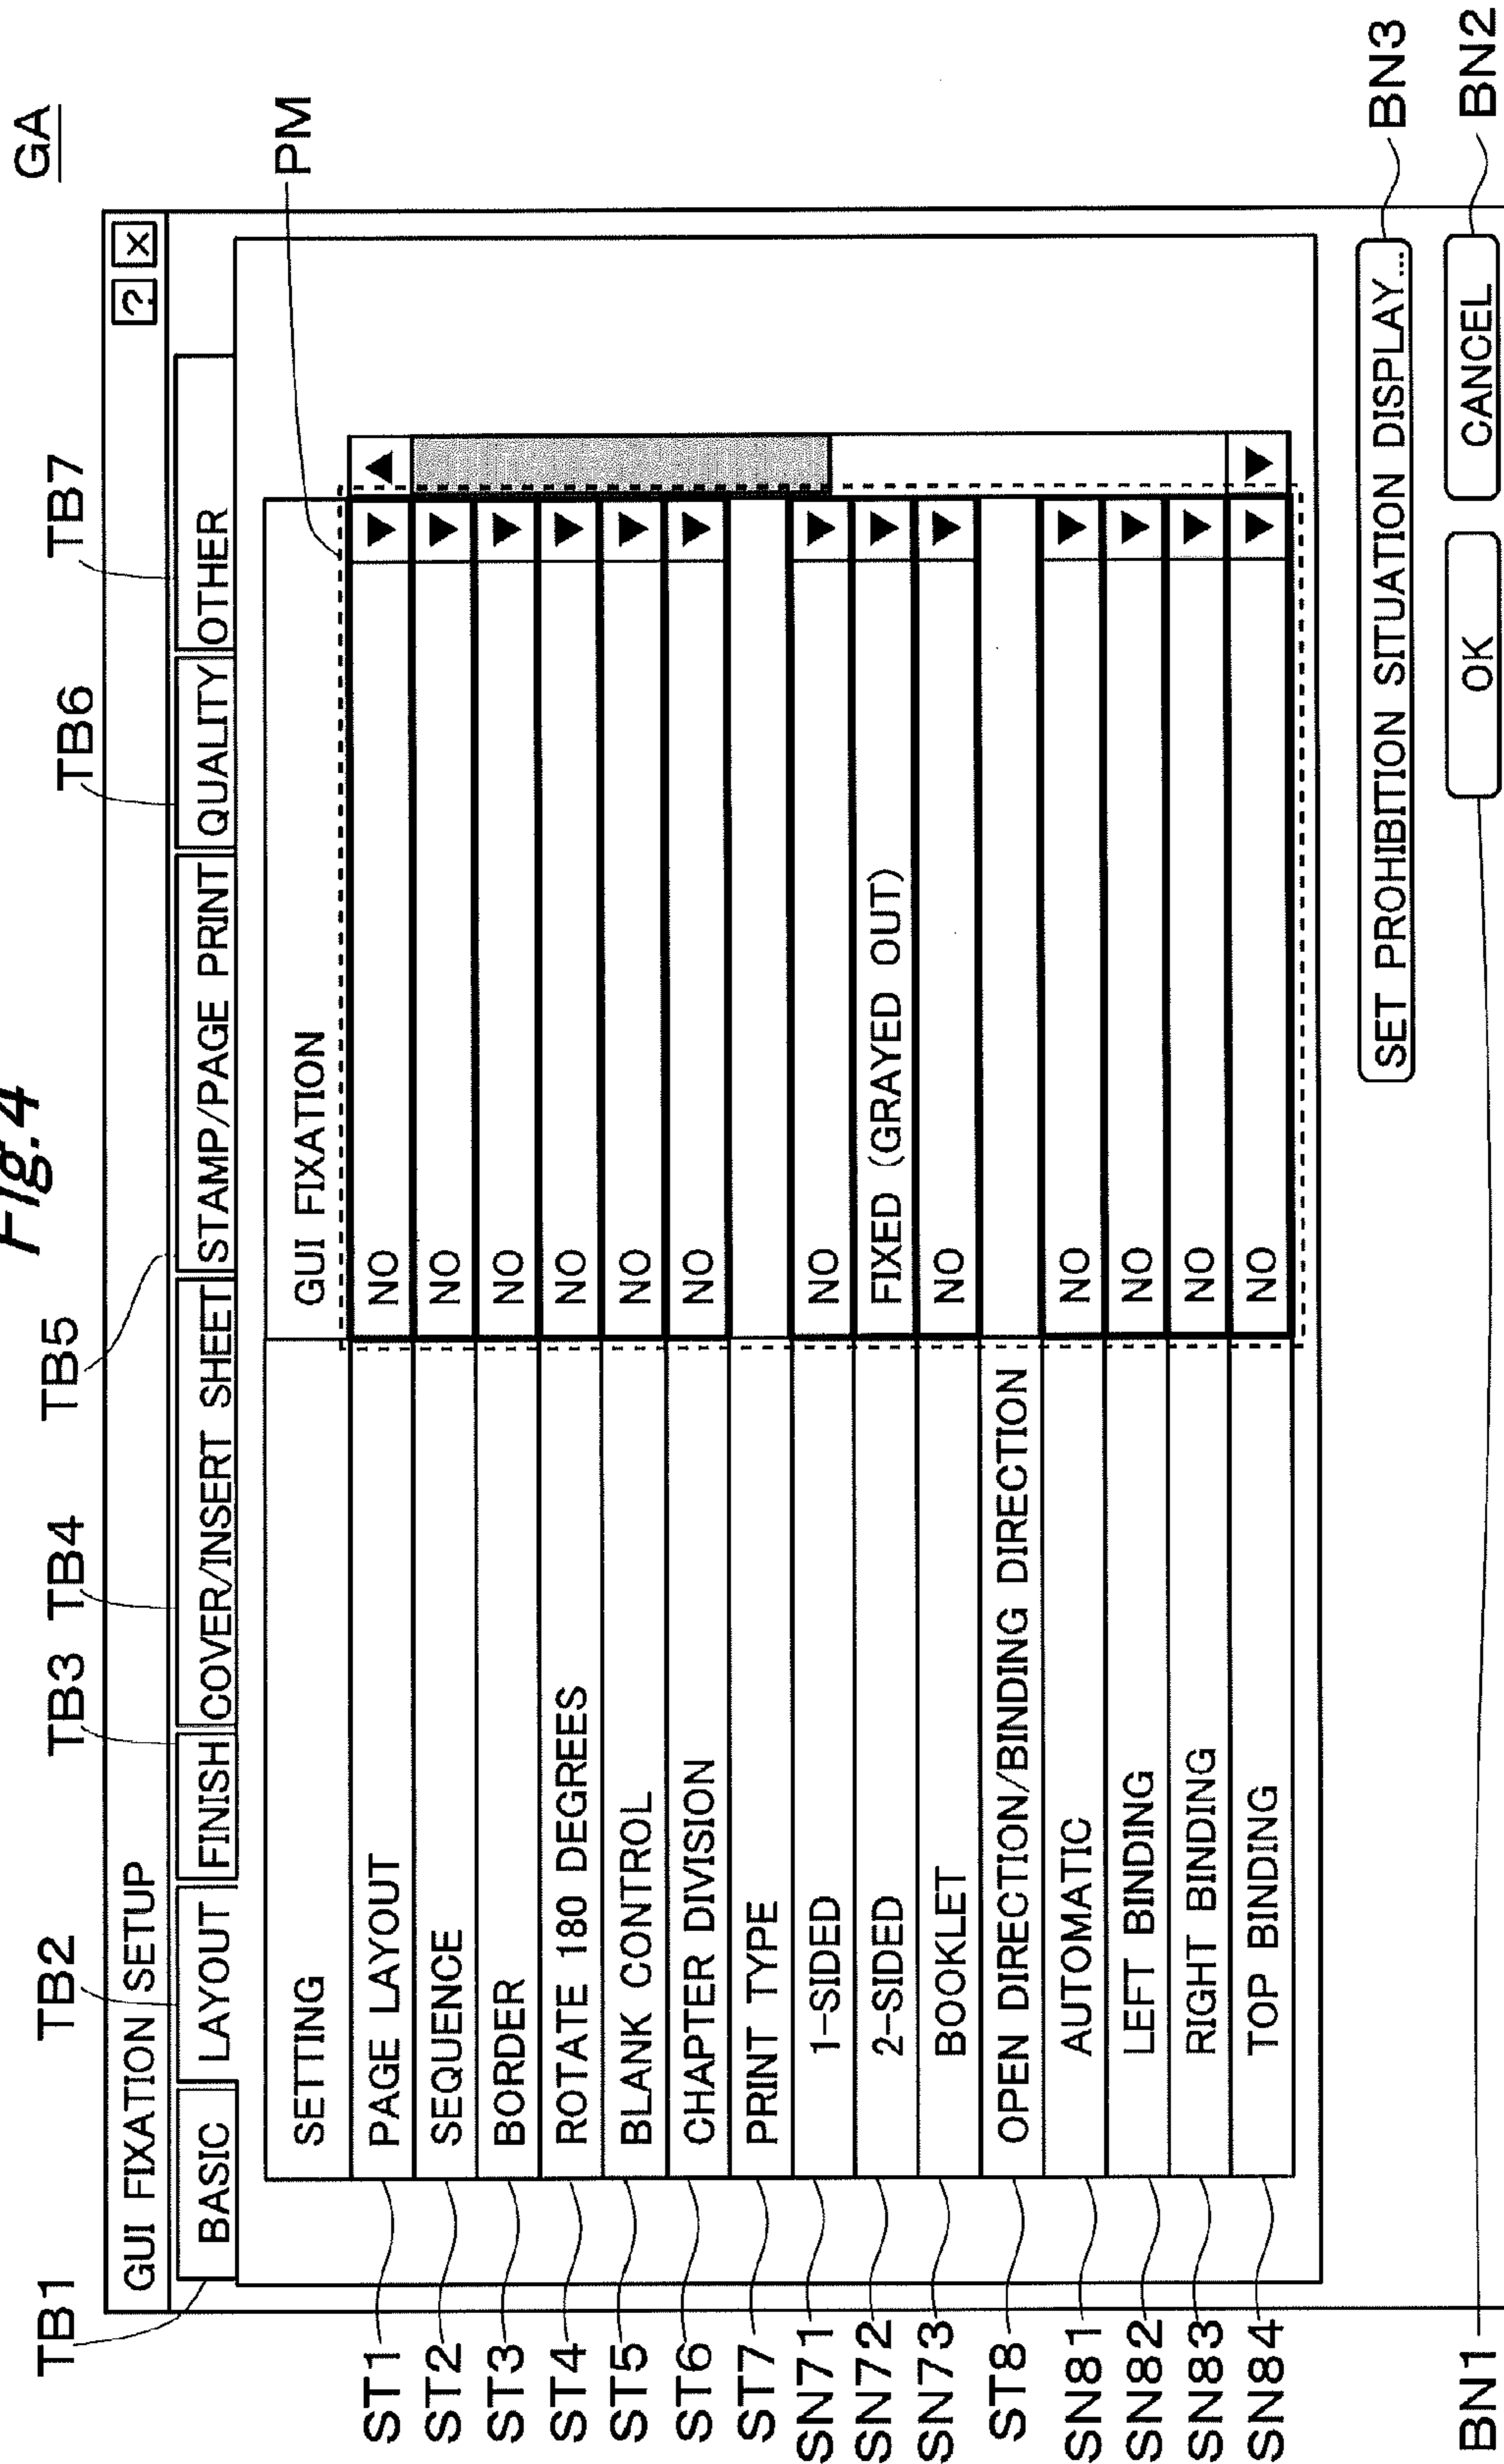 Fig.4
GA
TB1 TB2 TB3 TB4 TB5 TB6 TB7
GUI FIXATION SETUP ? X
BASIC LAYOUT FINISH COVER/INSERT SHEET STAMP/PAGE PRINT QUALITY OTHER
PM
SETTING GUI FIXATION
ST1 PAGE LAYOUT NO
ST2 SEQUENCE NO
ST3 BORDER NO
ST4 ROTATE 180 DEGREES NO
ST5 BLANK CONTROL NO
ST6 CHAPTER DIVISION NO
ST7 PRINT TYPE
SN71 1-SIDED NO
SN72 2-SIDED FIXED (GRAYED OUT)
SN73 BOOKLET NO
ST8 OPEN DIRECTION/BINDING DIRECTION
SN81 AUTOMATIC NO
SN82 LEFT BINDING NO
SN83 RIGHT BINDING NO
SN84 TOP BINDING NO
SET PROHIBITION SITUATION DISPLAY... BN3
BN1 OK CANCEL BN2